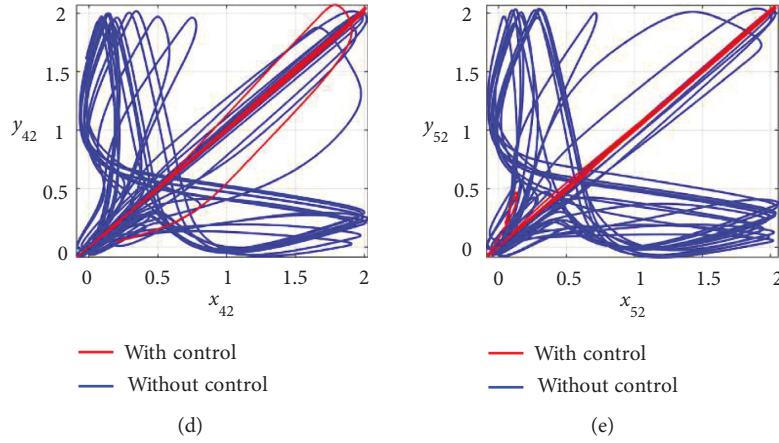 2
1.5
y42
1
0.5
0
0 0.5 1 1.5 2
x42
With control
Without control
(d)
2
1.5
y52
1
0.5
0
0 0.5 1 1.5 2
x52
With control
Without control
(e)